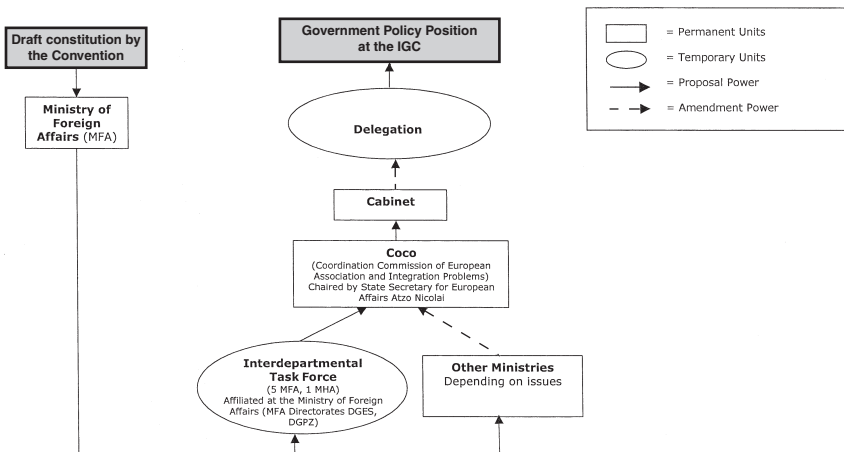 Draft constitution by
the Convention
Government Policy Position
at the IGC
= Permanent Units
= Temporary Units
= Proposal Power
= Amendment Power
Ministry of
Foreign
Affairs (MFA)
Delegation
Cabinet
Coco
(Coordination Commission of European
Association and Integration Problems)
Chaired by State Secretary for European
Affairs Atzo Nicolai
Interdepartmental
Task Force
(5 MFA, 1 MHA)
Affiliated at the Ministry of Foreign
Affairs (MFA Directorates DGES,
DGPZ)
Other Ministries
Depending on issues